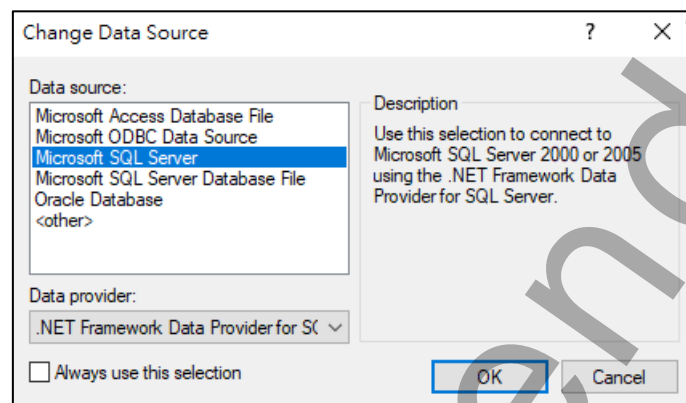 Change Data Source
Data source:
Microsoft Access Database File
Microsoft ODBC Data Source
Microsoft SQL Server
Microsoft SQL Server Database File
Oracle Database
<other>
Description
Use this selection to connect to
Microsoft SQL Server 2000 or 2005
using the .NET Framework Data
Provider for SQL Server.
Data provider:
.NET Framework Data Provider for S(
Always use this selection
OK
Cancel